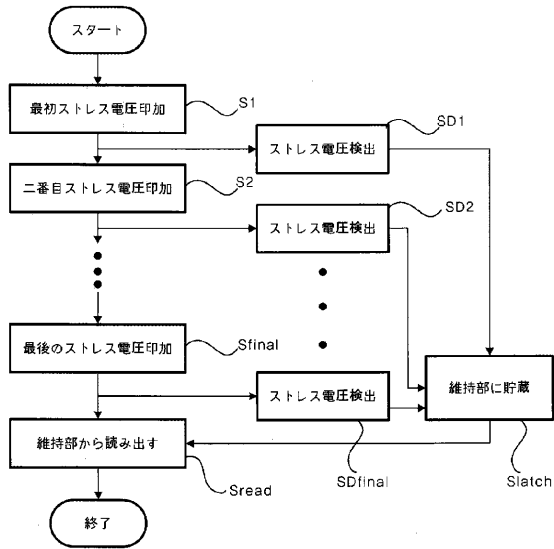 スタート
最初ストレス電圧印加
S1
ストレス電圧検出
SD1
二番目ストレス電圧印加
S2
ストレス電圧検出
SD2
最後のストレス電圧印加
Sfinal
ストレス電圧検出
SDfinal
維持部に貯蔵
Slatch
維持部から読み出す
Sread
終了